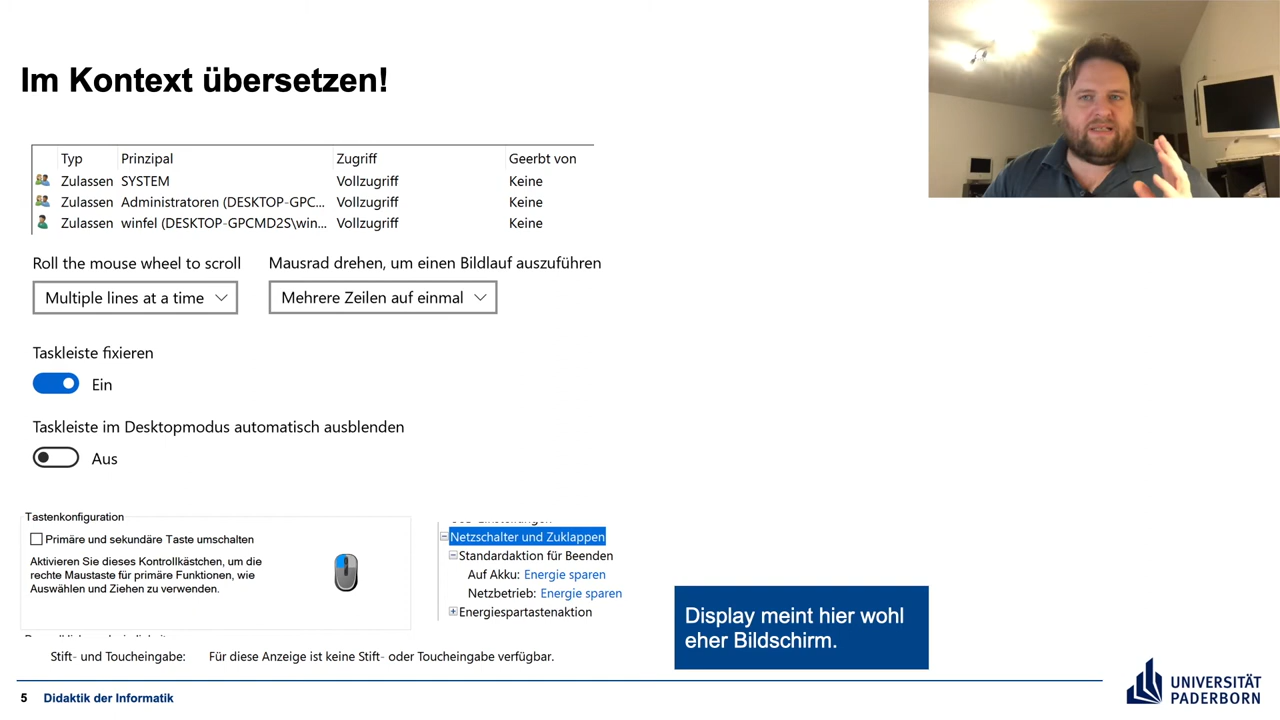 Im Kontext übersetzen!
Typ Prinzipal Zugriff Geerbt von
Zulassen SYSTEM Vollzugriff Keine
Zulassen Administratoren (DESKTOP-GPC... Vollzugriff Keine
Zulassen winfel (DESKTOP-GPCMD2S\win... Vollzugriff Keine
Roll the mouse wheel to scroll
Multiple lines at a time
Mausrad drehen, um einen Bildlauf auszuführen
Mehrere Zeilen auf einmal
Taskleiste fixieren
Ein
Taskleiste im Desktopmodus automatisch ausblenden
Aus
Tastenkonfiguration
Primäre und sekundäre Taste umschalten
Aktivieren Sie dieses Kontrollkästchen, um die
rechte Maustaste für primäre Funktionen, wie
Auswählen und Ziehen zu verwenden.
Netzschalter und Zuklappen
Standardaktion für Beenden
Auf Akku: Energie sparen
Netzbetrieb: Energie sparen
Energiespartastenaktion
Stift- und Toucheingabe: Für diese Anzeige ist keine Stift- oder Toucheingabe verfügbar.
Display meint hier wohl
eher Bildschirm.
5 Didaktik der Informatik
UNIVERSITÄT
PADERBORN